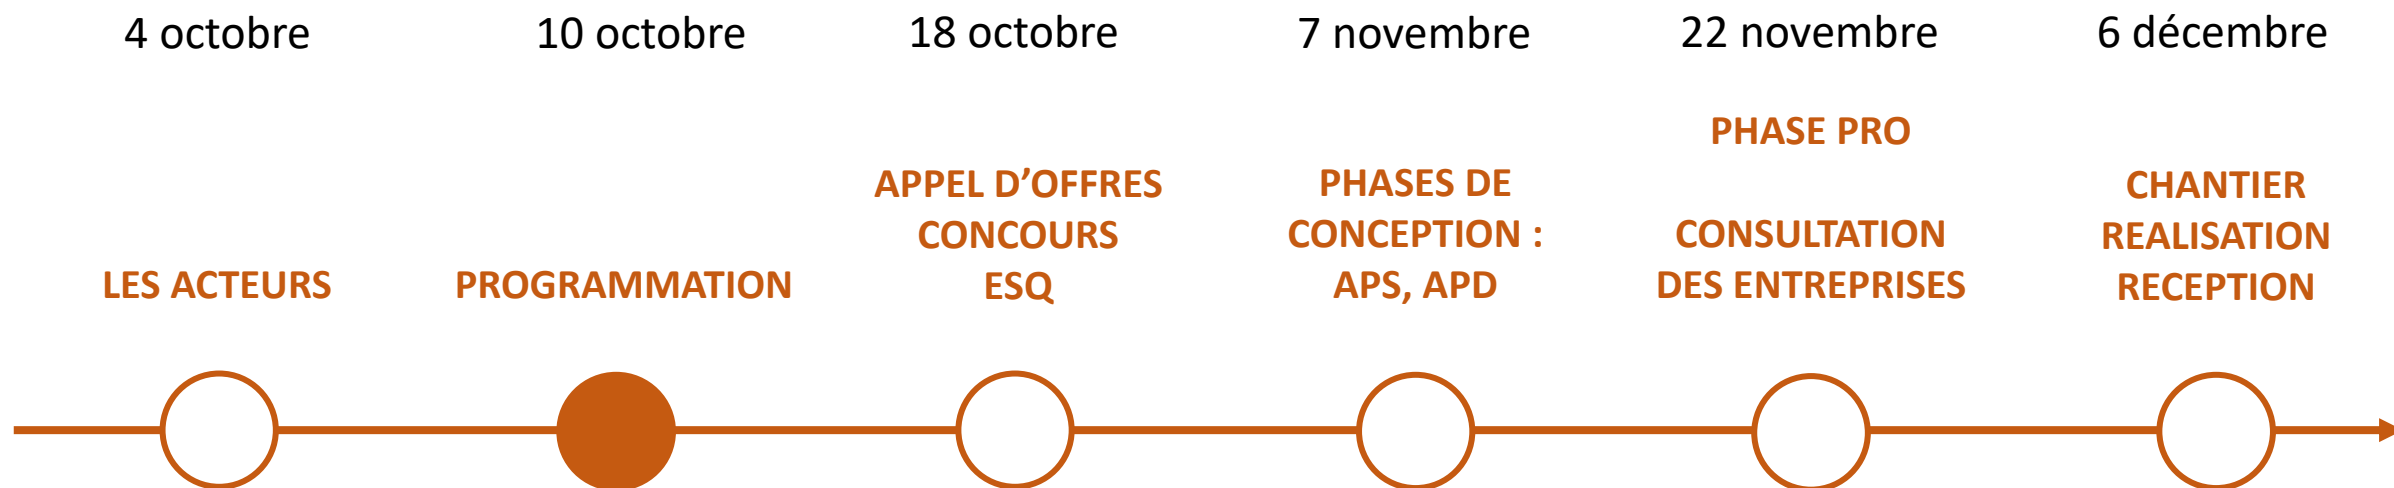 4 octobre
10 octobre
18 octobre
7 novembre
22 novembre
6 décembre
LES ACTEURS
PROGRAMMATION
APPEL D’OFFRES
CONCOURS
ESQ
PHASES DE
CONCEPTION :
APS, APD
PHASE PRO
CONSULTATION
DES ENTREPRISES
CHANTIER
REALISATION
RECEPTION